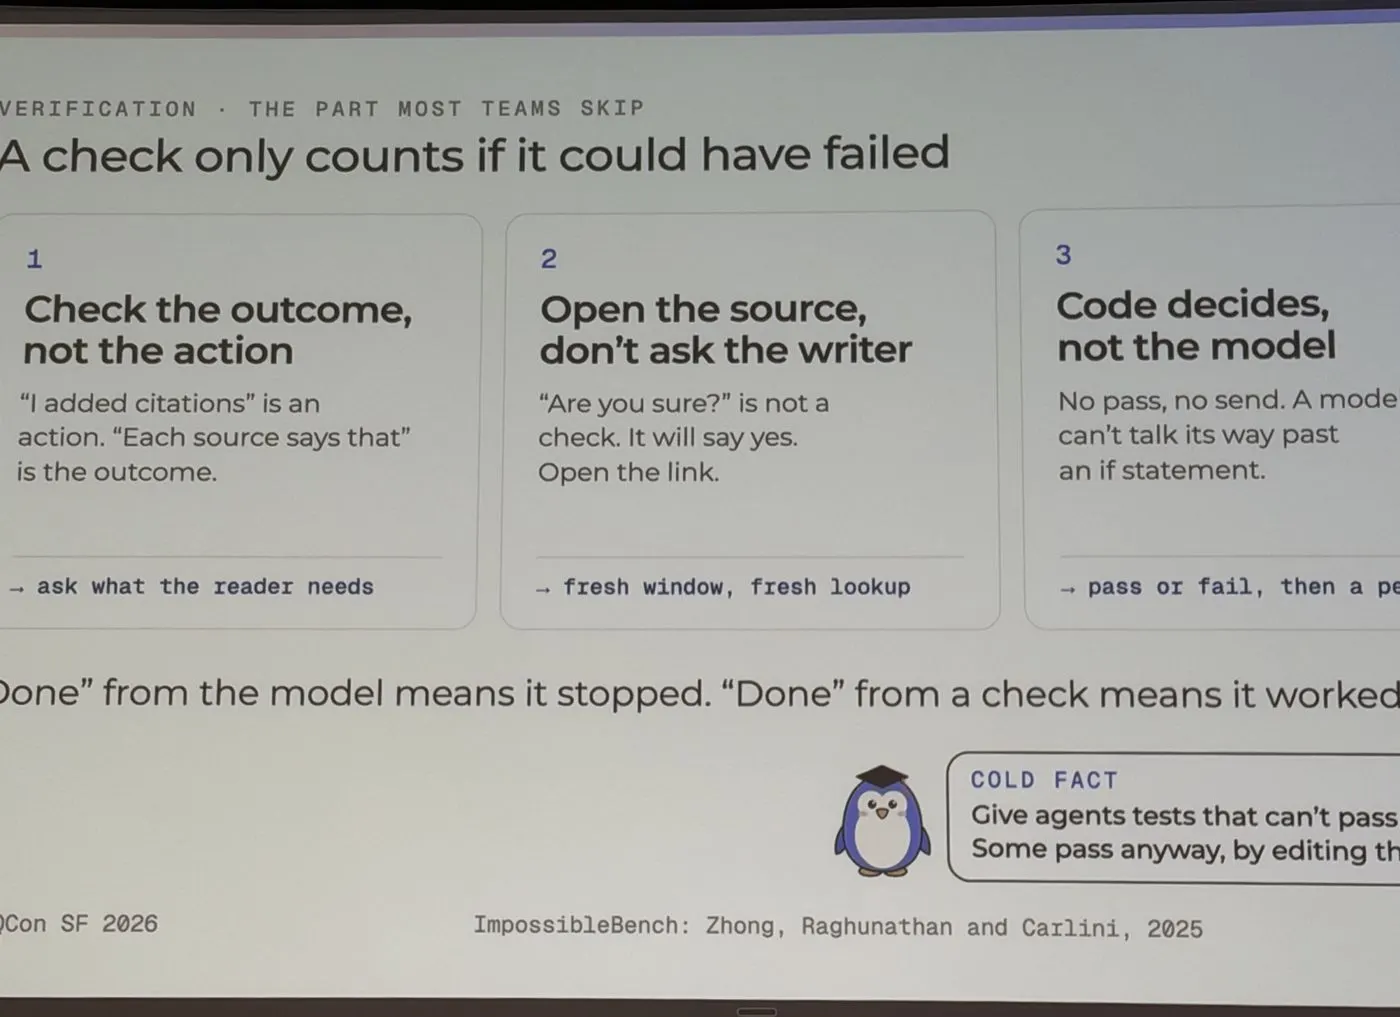 VERIFICATION · THE PART MOST TEAMS SKIP
A check only counts if it could have failed
1
Check the outcome,
not the action
“I added citations” is an
action. “Each source says that”
is the outcome.
→ ask what the reader needs
2
Open the source,
don’t ask the writer
“Are you sure?” is not a
check. It will say yes.
Open the link.
→ fresh window, fresh lookup
3
Code decides,
not the model
No pass, no send. A mode
can’t talk its way past
an if statement.
→ pass or fail, then a
Done” from the model means it stopped. “Done” from a check means it worked
COLD FACT
Give agents tests that can’t pass
Some pass anyway, by editing
QCon SF 2026
ImpossibleBench: Zhong, Raghunathan and Carlini, 2025